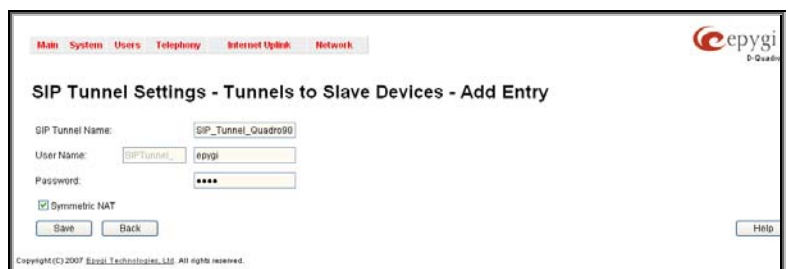 Main System Users Telephony Internet Uplink Network
epygi
SIP Tunnel Settings - Tunnels to Slave Devices - Add Entry
SIP Tunnel Name: SIP_Tunnel_Quadro90
User Name: SIPTunnel_ epygi
Password: ••••
Symmetric NAT
Save Back Help
Copyright (C) 2007 Epygi Technologies, Ltd. All rights reserved.